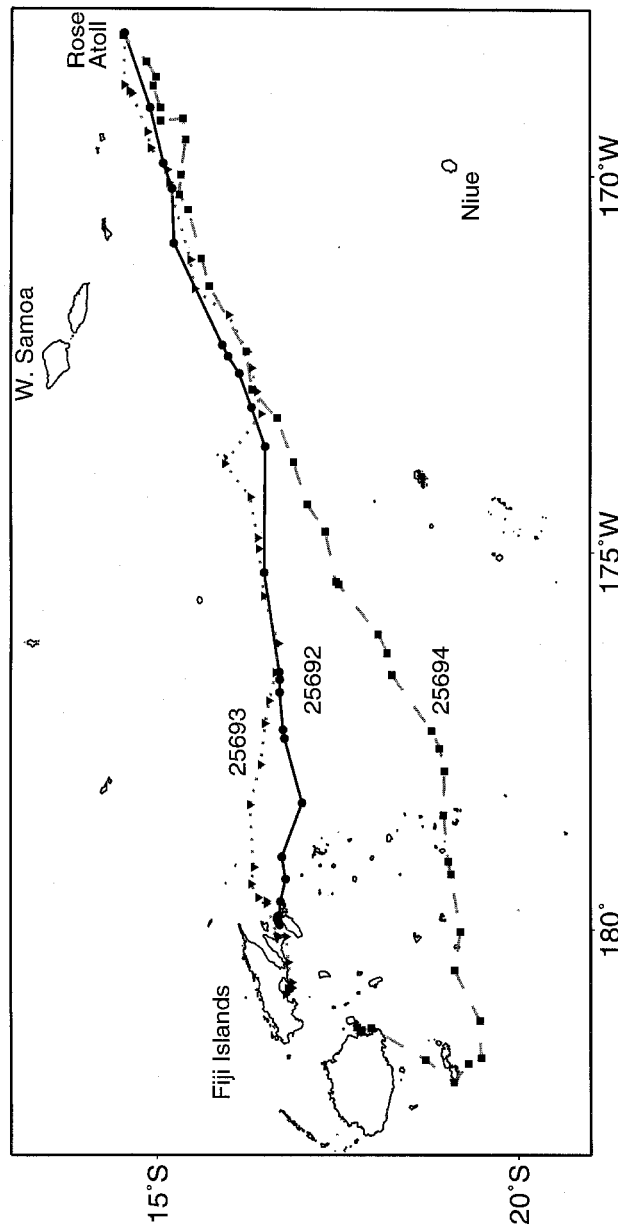 Rose
Atoll
W. Samoa
Niue
25693
25692
25694
Fiji Islands
15°S
20°S
180°
175°W
170°W